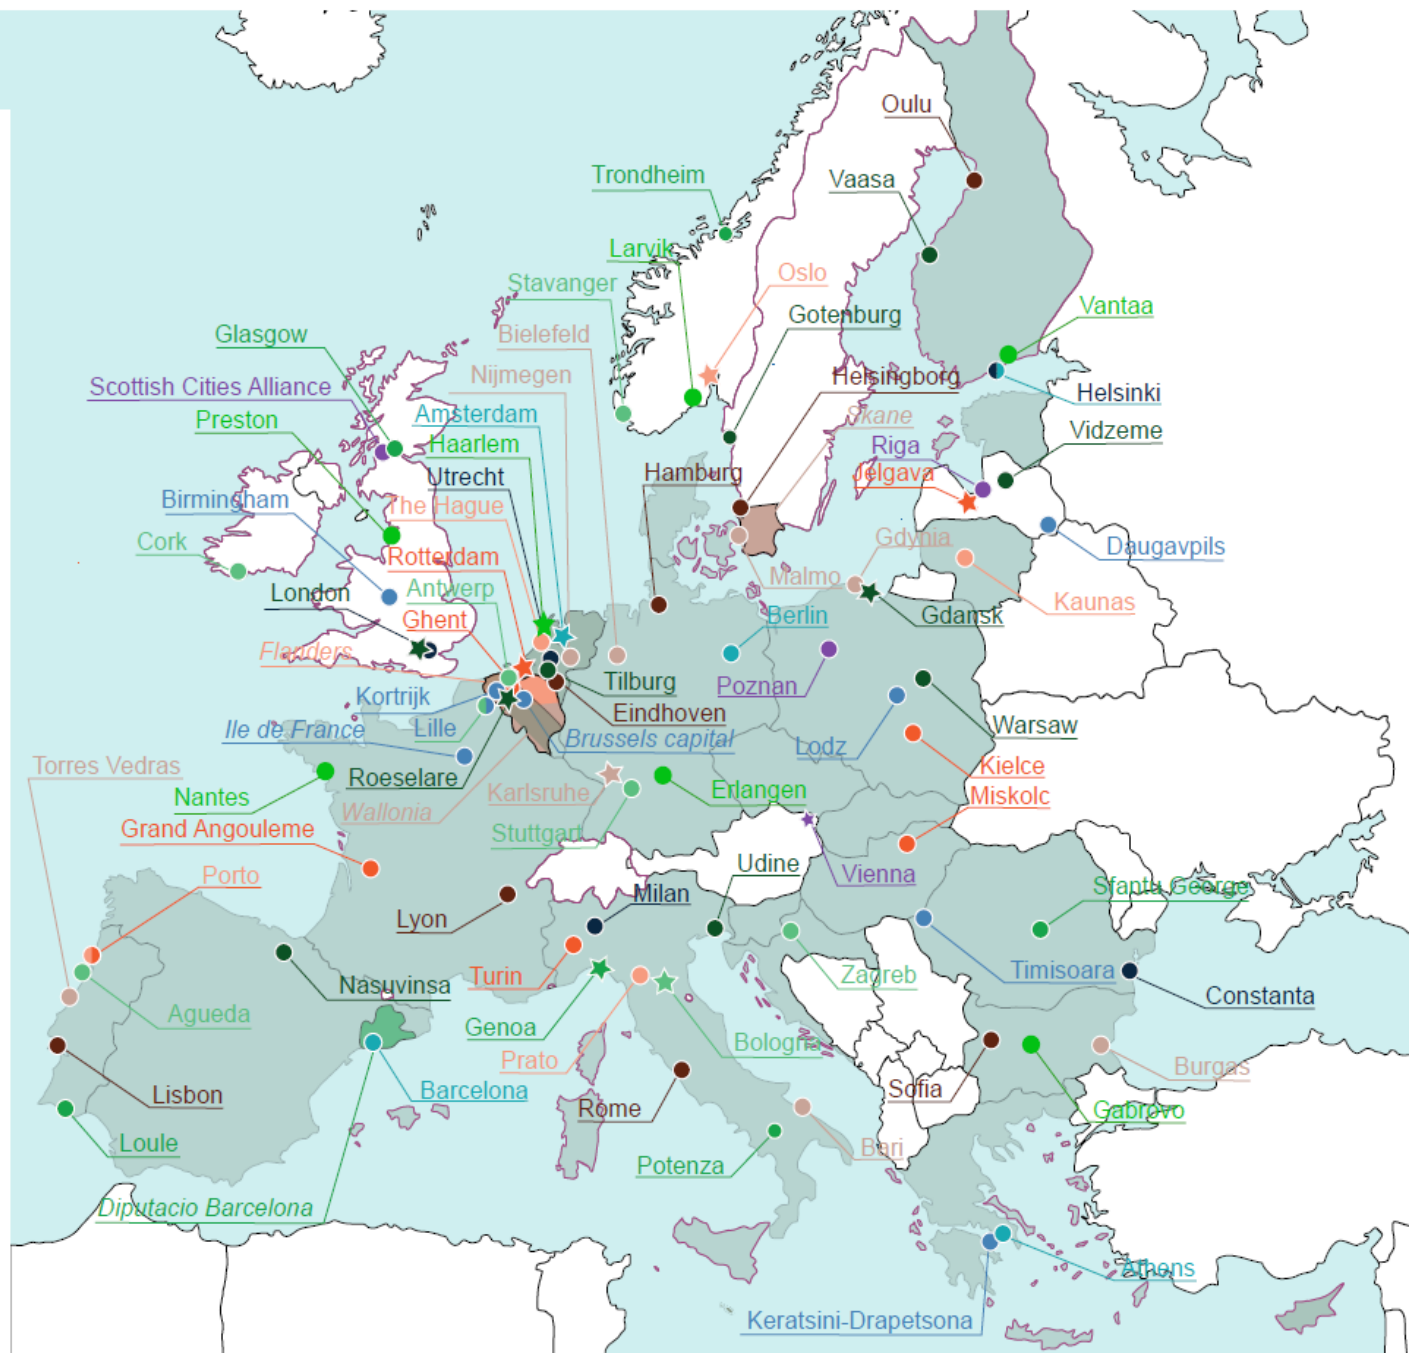 Oulu
Trondheim
Vaasa
Larvik
Oslo
Stavanger
Vantaa
Gotenburg
Glasgow
Bielefeld
Nijmegen
Helsingborg
Scottish Cities Alliance
Helsinki
Preston
Amsterdam
Skane
Haarlem
Riga
Vidzeme
Utrecht
Hamburg
Jelgava
Birmingham
The Hague
Cork
Gdynia
Daugavpils
Rotterdam
Malmo
Antwerp
London
Kaunas
Ghent
Berlin
Gdansk
Flanders
Tilburg
Poznan
Kortrijk
Eindhoven
Ile de France
Lille
Brussels capital
Lodz
Warsaw
Torres Vedras
Roeselare
Kielce
Nantes
Wallonia
Karlsruhe
Erlangen
Miskolc
Grand Angouleme
Stuttgart
Udine
Vienna
Porto
Milan
Sfantu George
Lyon
Nasuvinsa
Turin
Zagreb
Timisoara
Constanta
Agueda
Genoa
Bologna
Prato
Burgas
Lisbon
Barcelona
Rome
Sofia
Gabrovo
Loule
Bari
Potenza
Diputacio Barcelona
Athens
Keratsini-Drapetsona